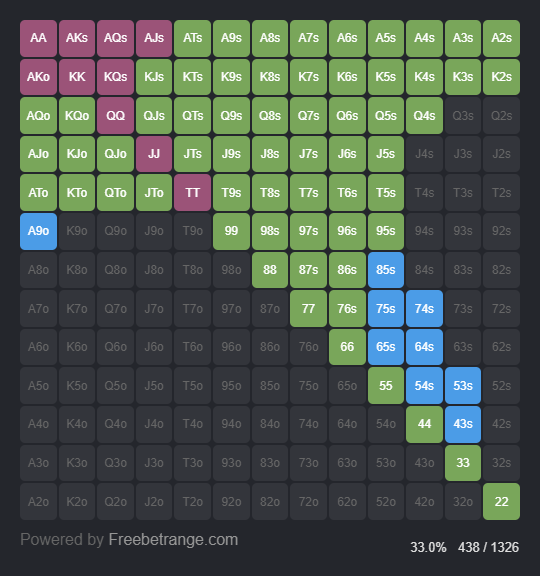 AA AKs AQs AJs ATs A9s A8s A7s A6s A5s A4s A3s A2s
AKo KK KQs KJs KTs K9s K8s K7s K6s K5s K4s K3s K2s
AQo KQo QQ QJs QTs Q9s Q8s Q7s Q6s Q5s Q4s Q3s Q2s
AJo KJo QJo JJ JTs J9s J8s J7s J6s J5s J4s J3s J2s
ATo KTo QTo JTo TT T9s T8s T7s T6s T5s T4s T3s T2s
A9o K9o Q9o J9o T9o 99 98s 97s 96s 95s 94s 93s 92s
A8o K8o Q8o J8o T8o 98o 88 87s 86s 85s 84s 83s 82s
A7o K7o Q7o J7o T7o 97o 87o 77 76s 75s 74s 73s 72s
A6o K6o Q6o J6o T6o 96o 86o 76o 66 65s 64s 63s 62s
A5o K5o Q5o J5o T5o 95o 85o 75o 65o 55 54s 53s 52s
A4o K4o Q4o J4o T4o 94o 84o 74o 64o 54o 44 43s 42s
A3o K3o Q3o J3o T3o 93o 83o 73o 63o 53o 43o 33 32s
A2o K2o Q2o J2o T2o 92o 82o 72o 62o 52o 42o 32o 22
Powered by Freebetrange.com
33.0% 438 / 1326